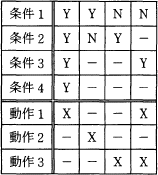 条件1 Y Y N N
条件2 Y N Y －
条件3 Y － － Y
条件4 Y － － －
動作1 X － － X
動作2 － X － －
動作3 － － X X